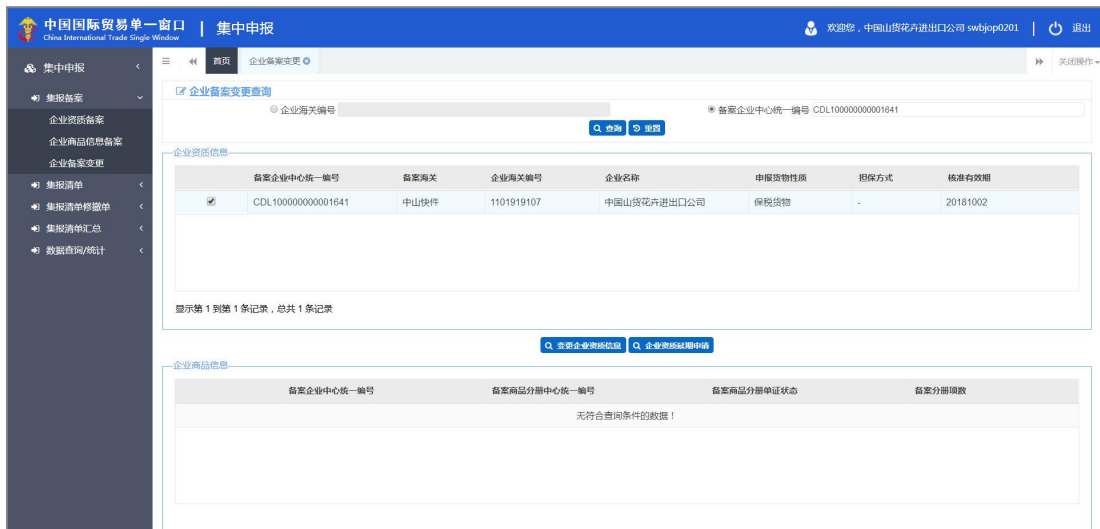 中国国际贸易单一窗口 | 集中申报
China International Trade Single Window
欢迎您，中国山货花卉进出口公司 swbjop0201 | 退出
集中申报
首页 企业备案变更
关闭操作
集报备案
企业资质备案
企业商品信息备案
企业备案变更
集报清单
集报清单修撤单
集报清单汇总
数据查询/统计
企业备案变更查询
企业海关编号
备案企业中心统一编号 CDL100000000001641
查询 重置
企业资质信息
备案企业中心统一编号 备案海关 企业海关编号 企业名称 申报货物性质 担保方式 核准有效期
CDL100000000001641 中山快件 1101919107 中国山货花卉进出口公司 保税货物 - 20181002
显示第 1 到第 1 条记录，总共 1 条记录
变更企业资质信息 企业资质延期申请
企业商品信息
备案企业中心统一编号 备案商品分册中心统一编号 备案商品分册单证状态 备案分册项数
无符合查询条件的数据！